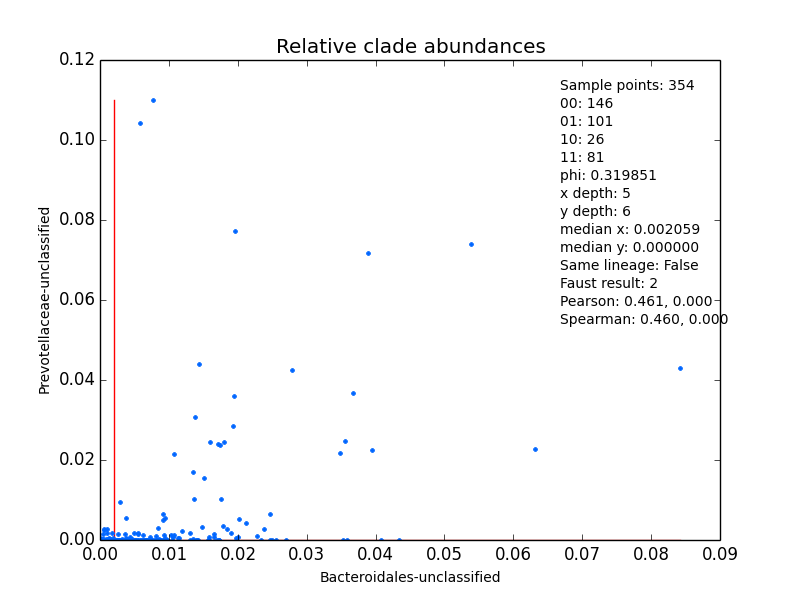 Relative clade abundances
Sample points: 354
00: 146
01: 101
10: 26
11: 81
phi: 0.319851
x depth: 5
y depth: 6
median x: 0.002059
median y: 0.000000
Same lineage: False
Faust result: 2
Pearson: 0.461, 0.000
Spearman: 0.460, 0.000
0.12
0.10
0.08
0.06
0.04
0.02
0.00
Prevotellaceae-unclassified
0.00 0.01 0.02 0.03 0.04 0.05 0.06 0.07 0.08 0.09
Bacteroidales-unclassified